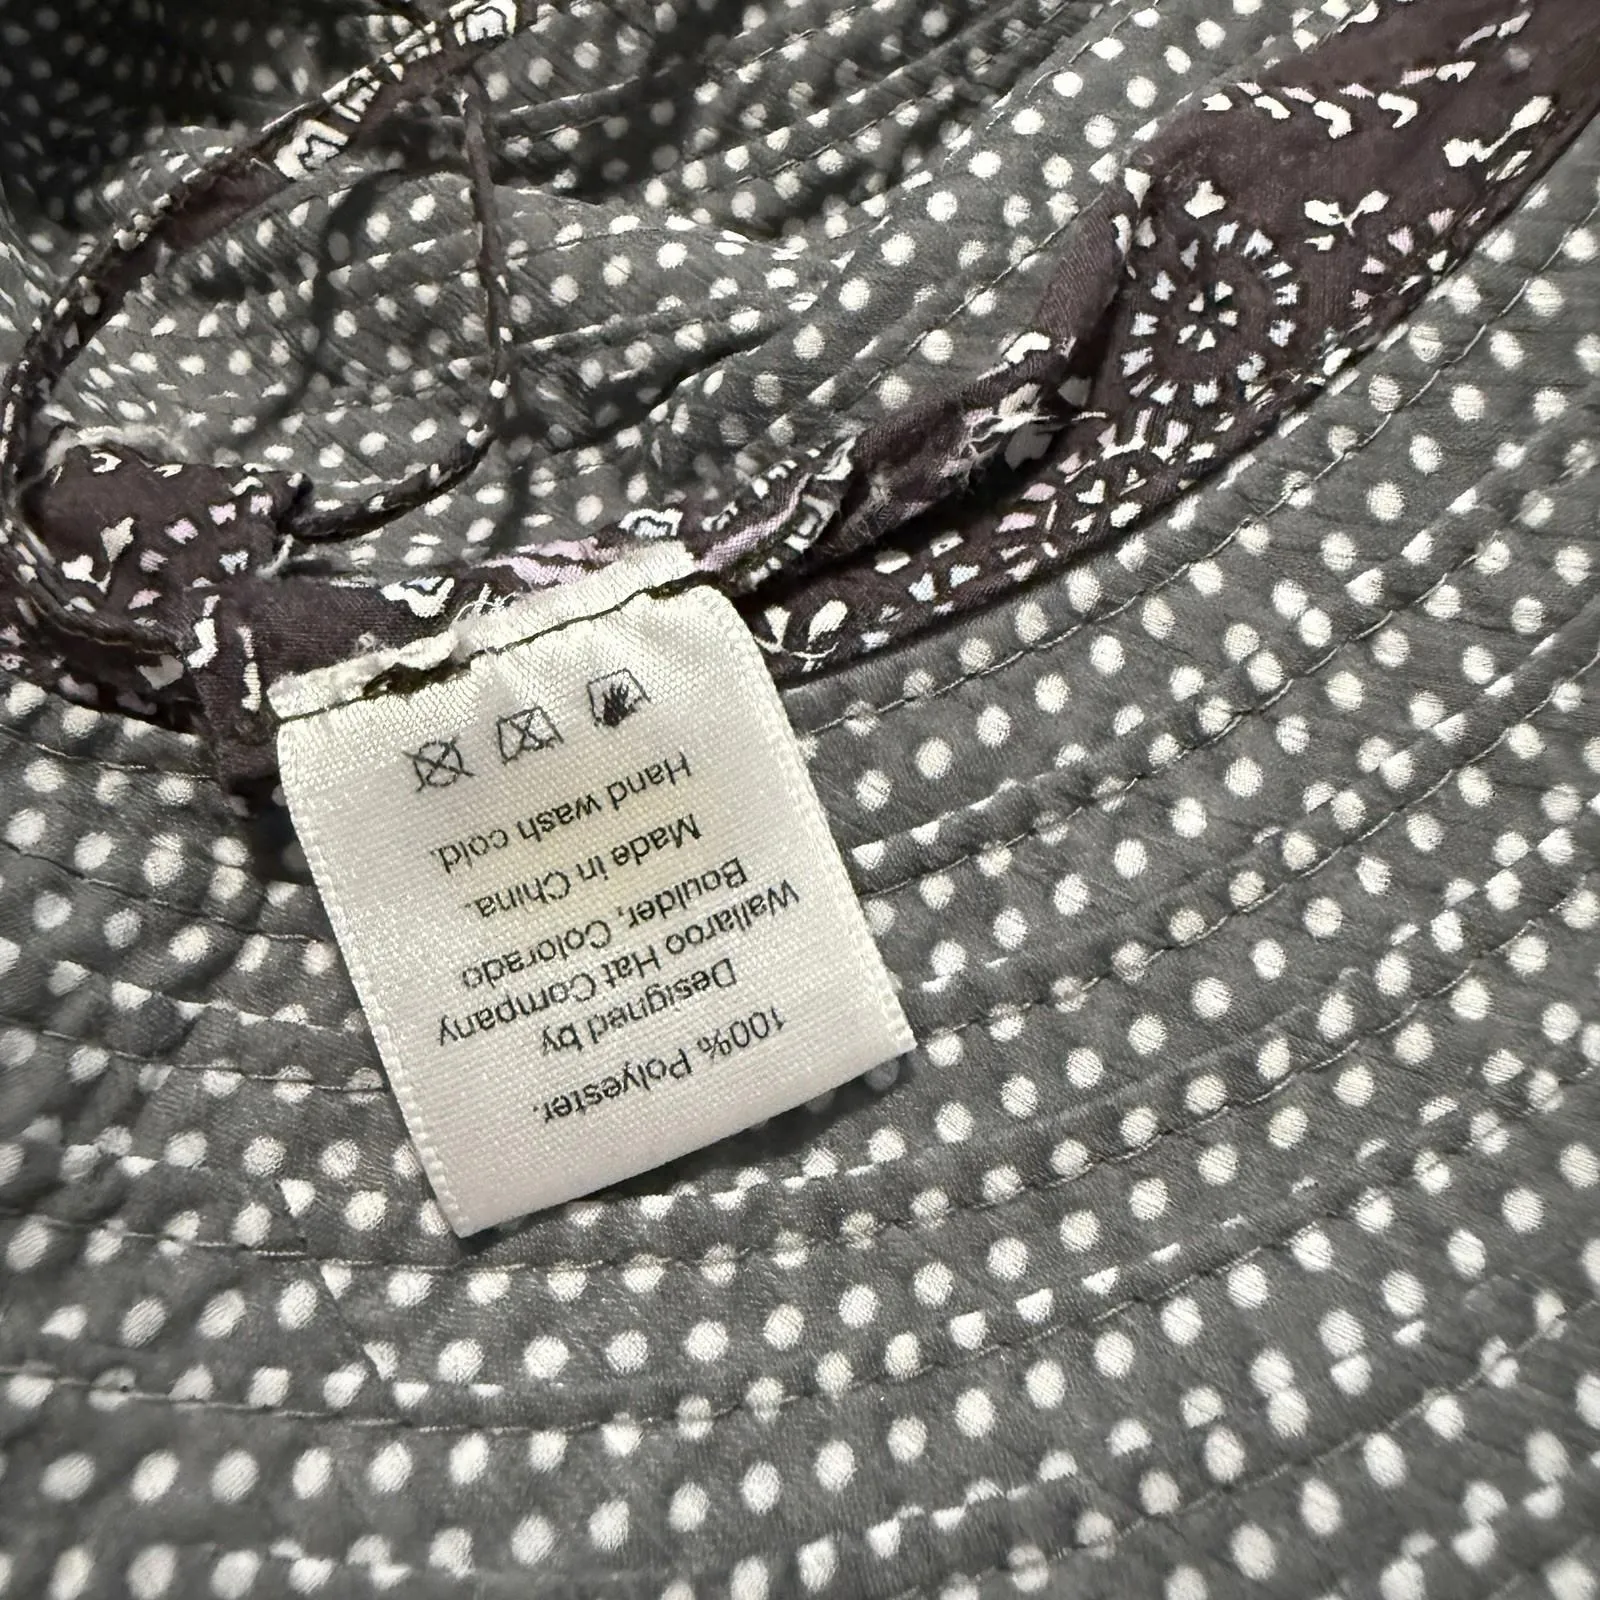 100% Polyester.
Designed by
Wallaroo Hat Company
Boulder, Colorado
Made in China.
Hand wash cold.